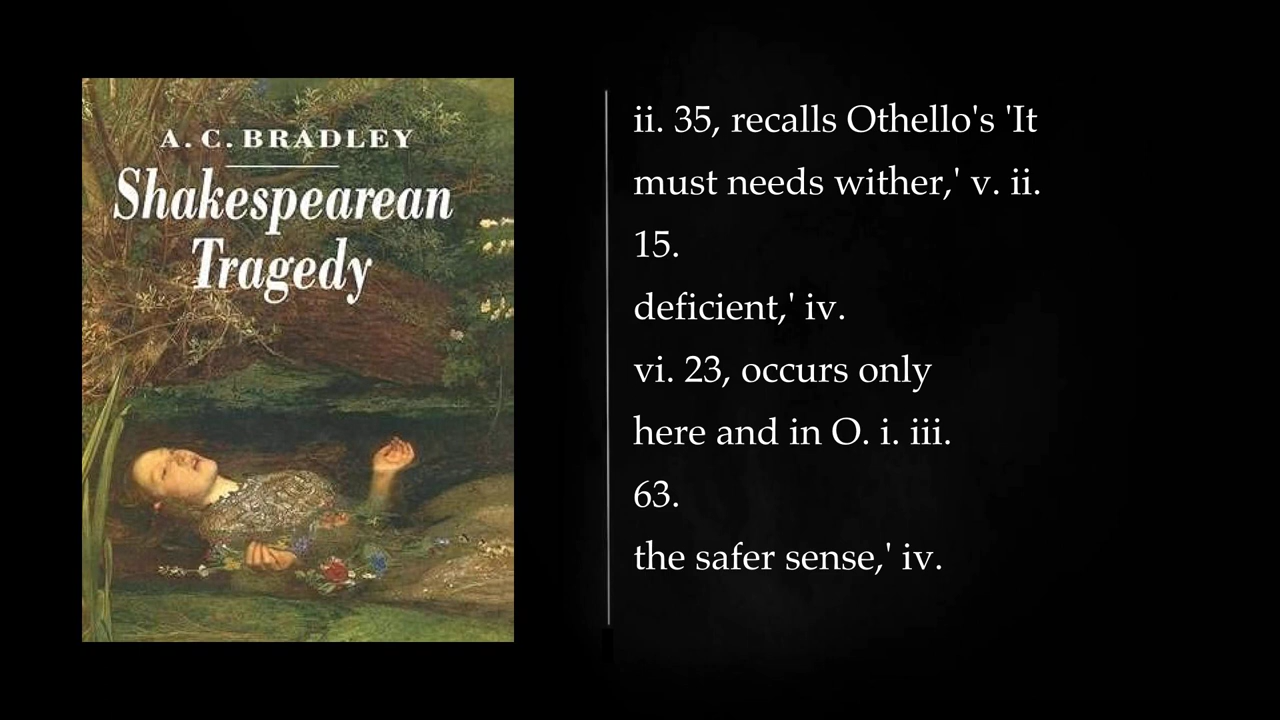 A. C. BRADLEY
Shakespearean
Tragedy
ii. 35, recalls Othello's 'It
must needs wither,' v. ii.
15.
deficient,' iv.
vi. 23, occurs only
here and in O. i. iii.
63.
the safer sense,' iv.